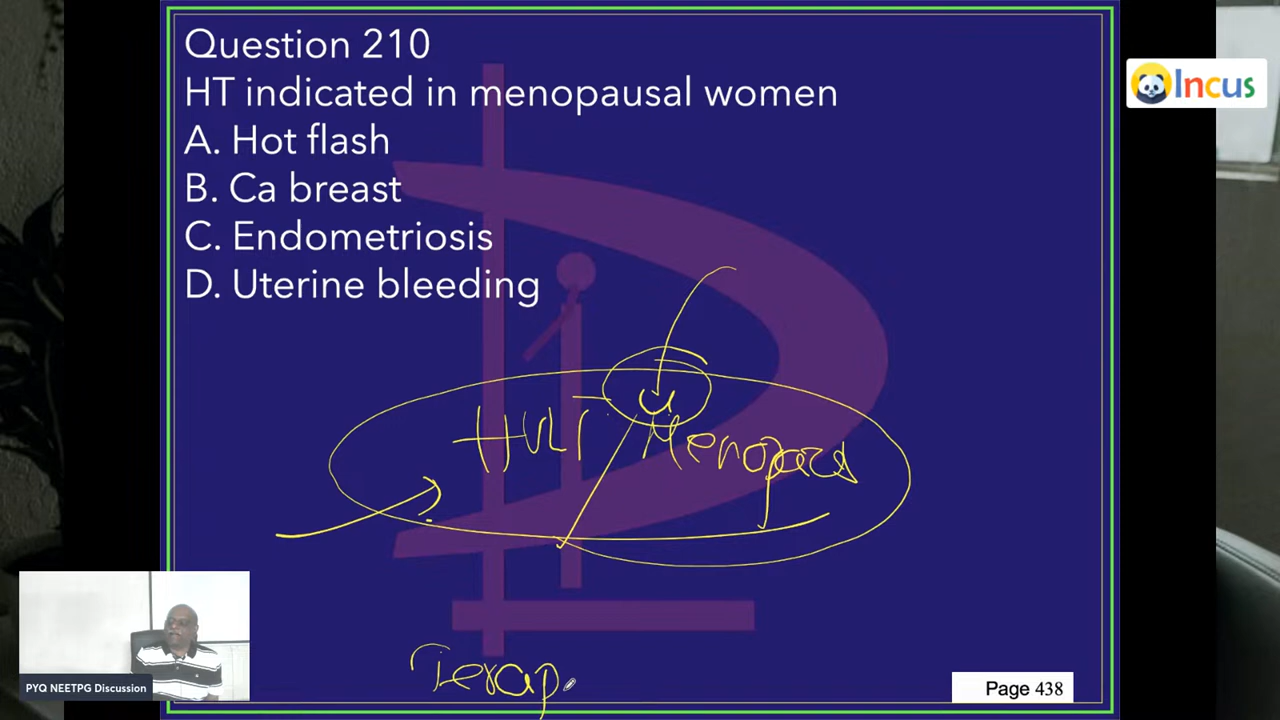 Question 210
HT indicated in menopausal women
A. Hot flash
B. Ca breast
C. Endometriosis
D. Uterine bleeding
Incus
Terap
PYQ NEETPG Discussion
Page 438